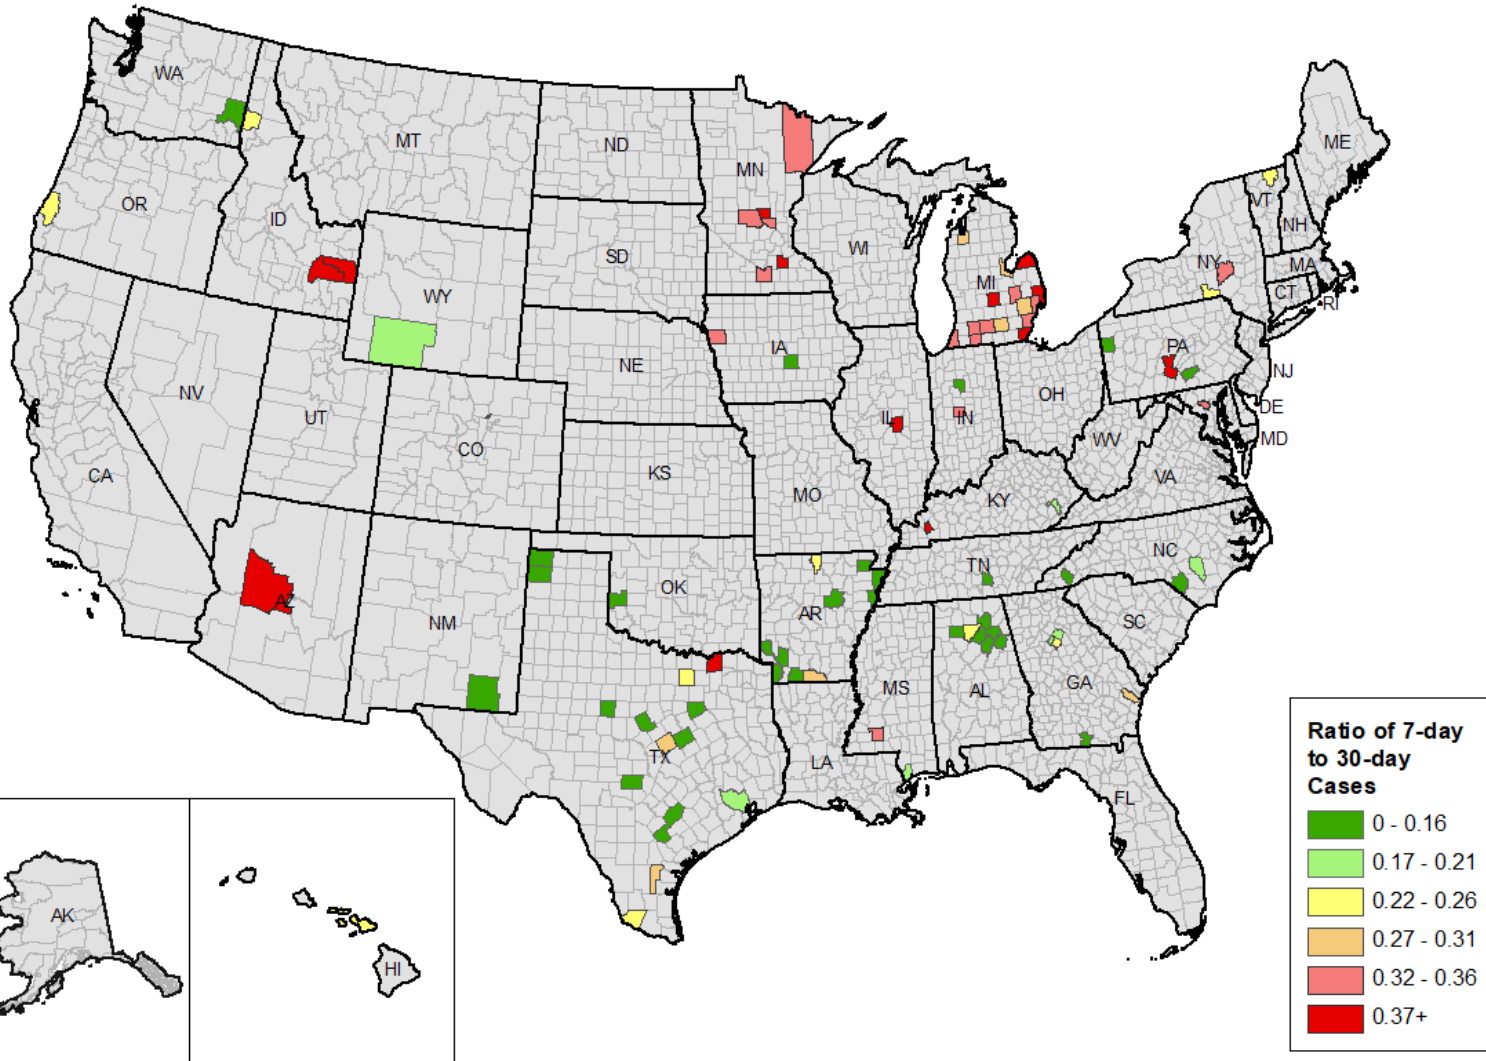 WA
MT
ND
MN
ME
OR
ID
SD
WI
VT
NH
NY
MA
MI
CT
RI
WY
NE
IA
PA
NJ
NV
UT
CO
IL
IN
OH
DE
MD
WV
CA
KS
MO
KY
VA
AZ
NM
OK
AR
TN
NC
SC
TX
LA
MS
AL
GA
FL
AK
HI
Ratio of 7-day
to 30-day
Cases
0 - 0.16
0.17 - 0.21
0.22 - 0.26
0.27 - 0.31
0.32 - 0.36
0.37+